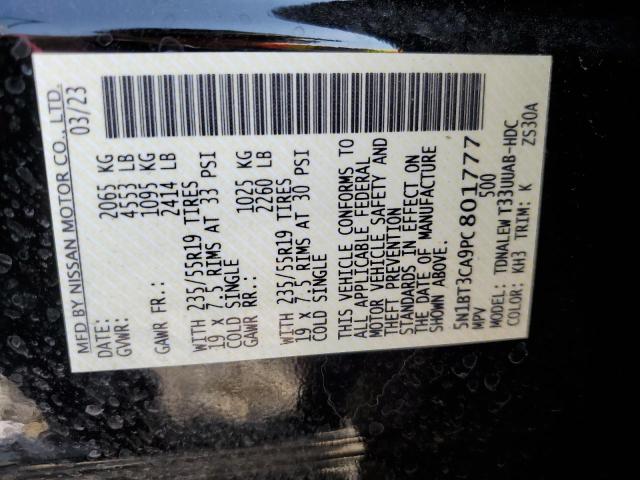 MFD BY NISSAN MOTOR CO., LTD.
DATE: 03/23
GVWR: 2065 KG
4553 LB
GAWR FR.: 1095 KG
2414 LB
WITH 235/55R19 TIRES
19 x 7.5 RIMS AT 33 PSI
COLD SINGLE
GAWR RR.: 1025 KG
2260 LB
WITH 235/55R19 TIRES
19 x 7.5 RIMS AT 30 PSI
COLD SINGLE
THIS VEHICLE CONFORMS TO
ALL APPLICABLE FEDERAL
MOTOR VEHICLE SAFETY AND
THEFT PREVENTION
STANDARDS IN EFFECT ON
THE DATE OF MANUFACTURE
SHOWN ABOVE.
5N1BT3CA9PC801777
MPV 500
MODEL: TDNALEW T33UUAB-HDC
COLOR: KH3 TRIM: K ZS30A